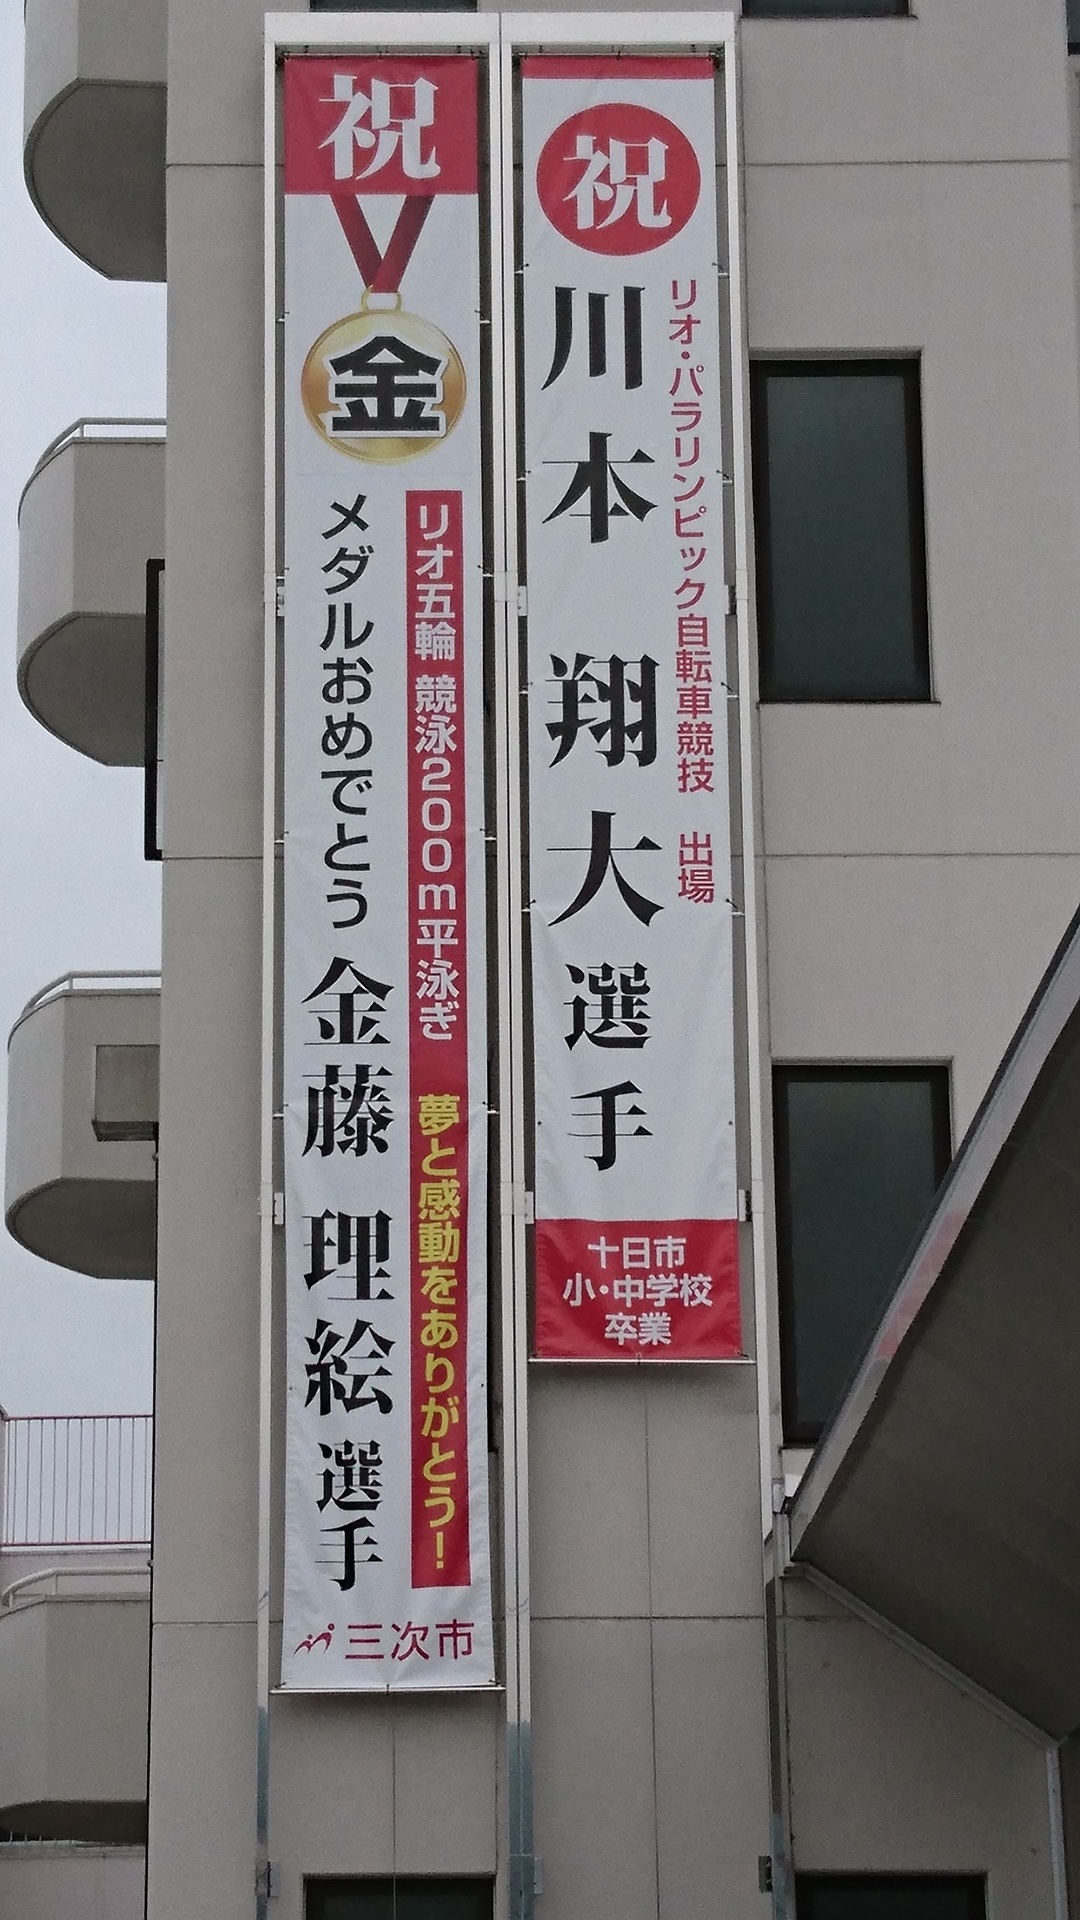 祝
リオ・パラリンピック自転車競技 出場
川本 翔大選手
十日市
小・中学校
卒業
祝
金
リオ五輪 競泳200m平泳ぎ 夢と感動をありがとう!
メダルおめでとう 金藤 理絵 選手
三次市